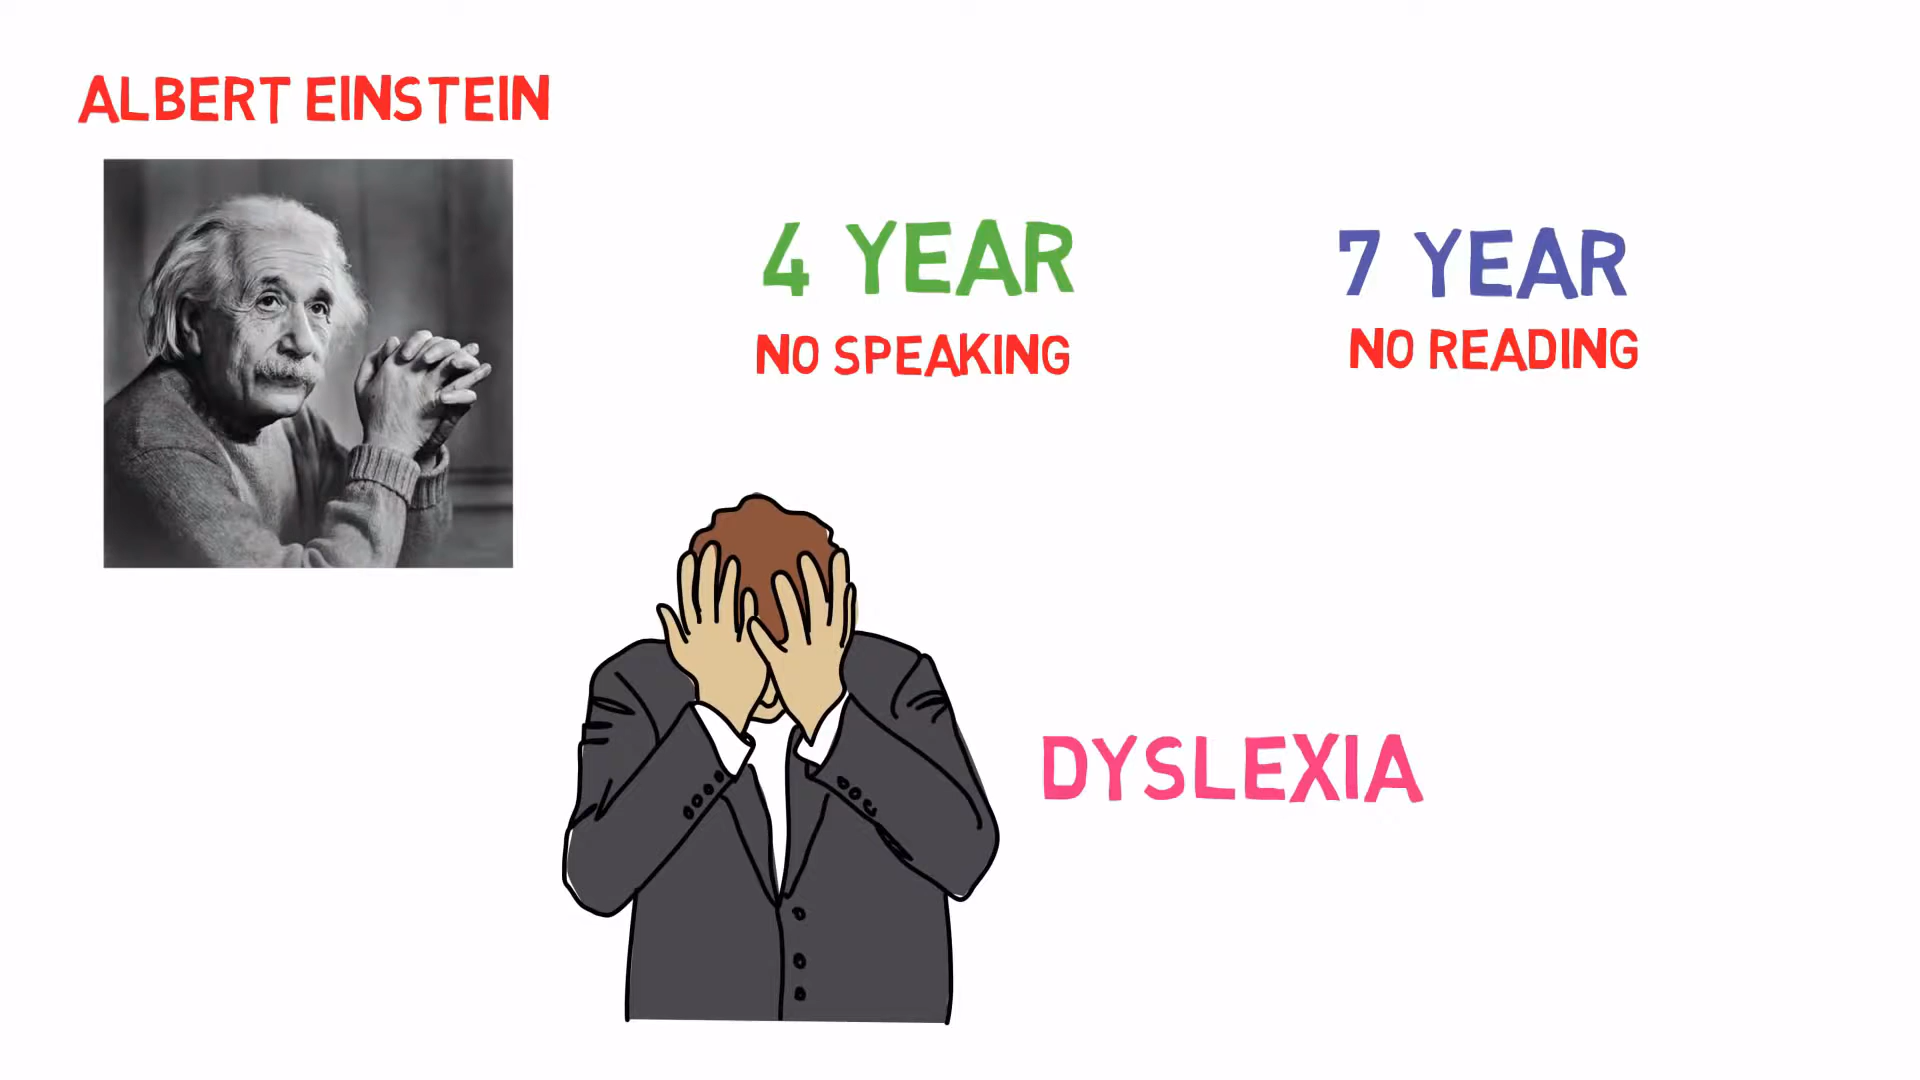 ALBERT EINSTEIN
4 YEAR
NO SPEAKING
7 YEAR
NO READING
DYSLEXIA